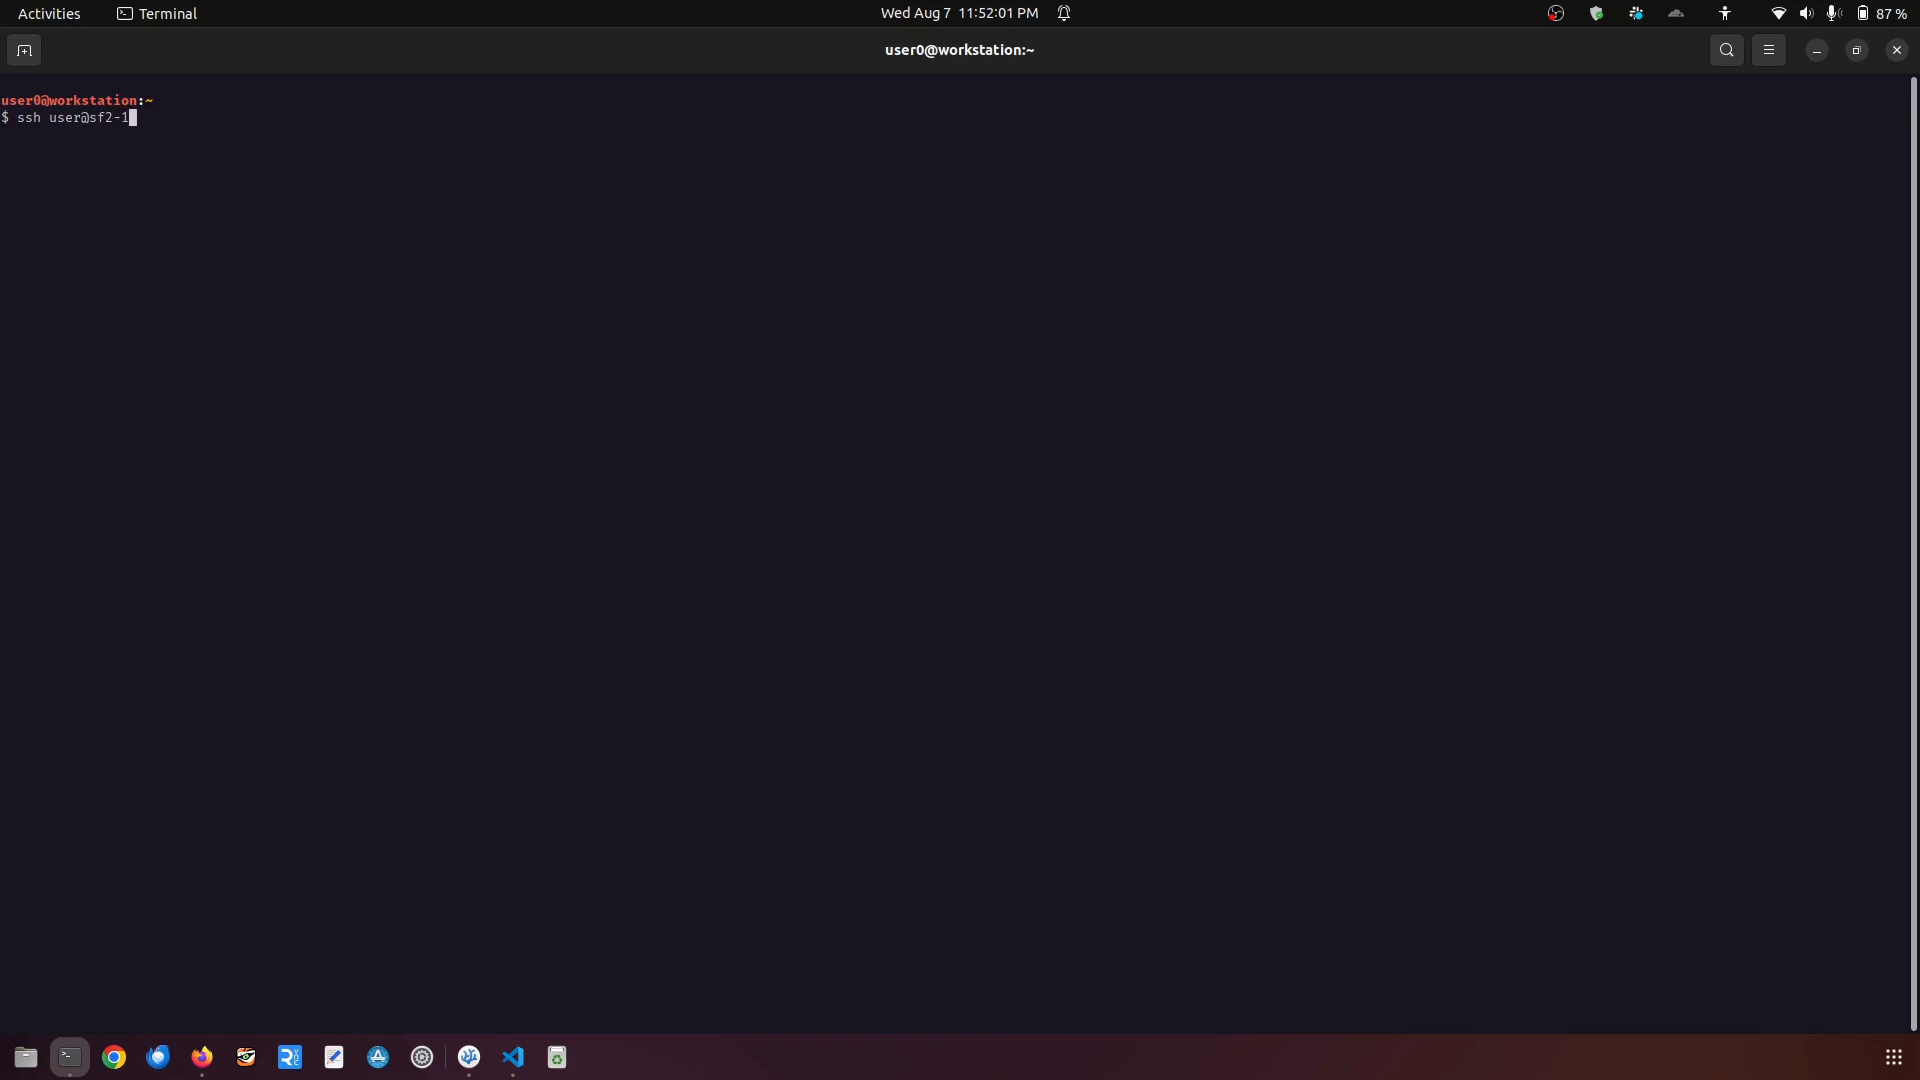 Activities
Terminal
Wed Aug 7 11:52:01 PM
87 %
user0@workstation:~
user0@workstation:~
$ ssh user@sf2-1